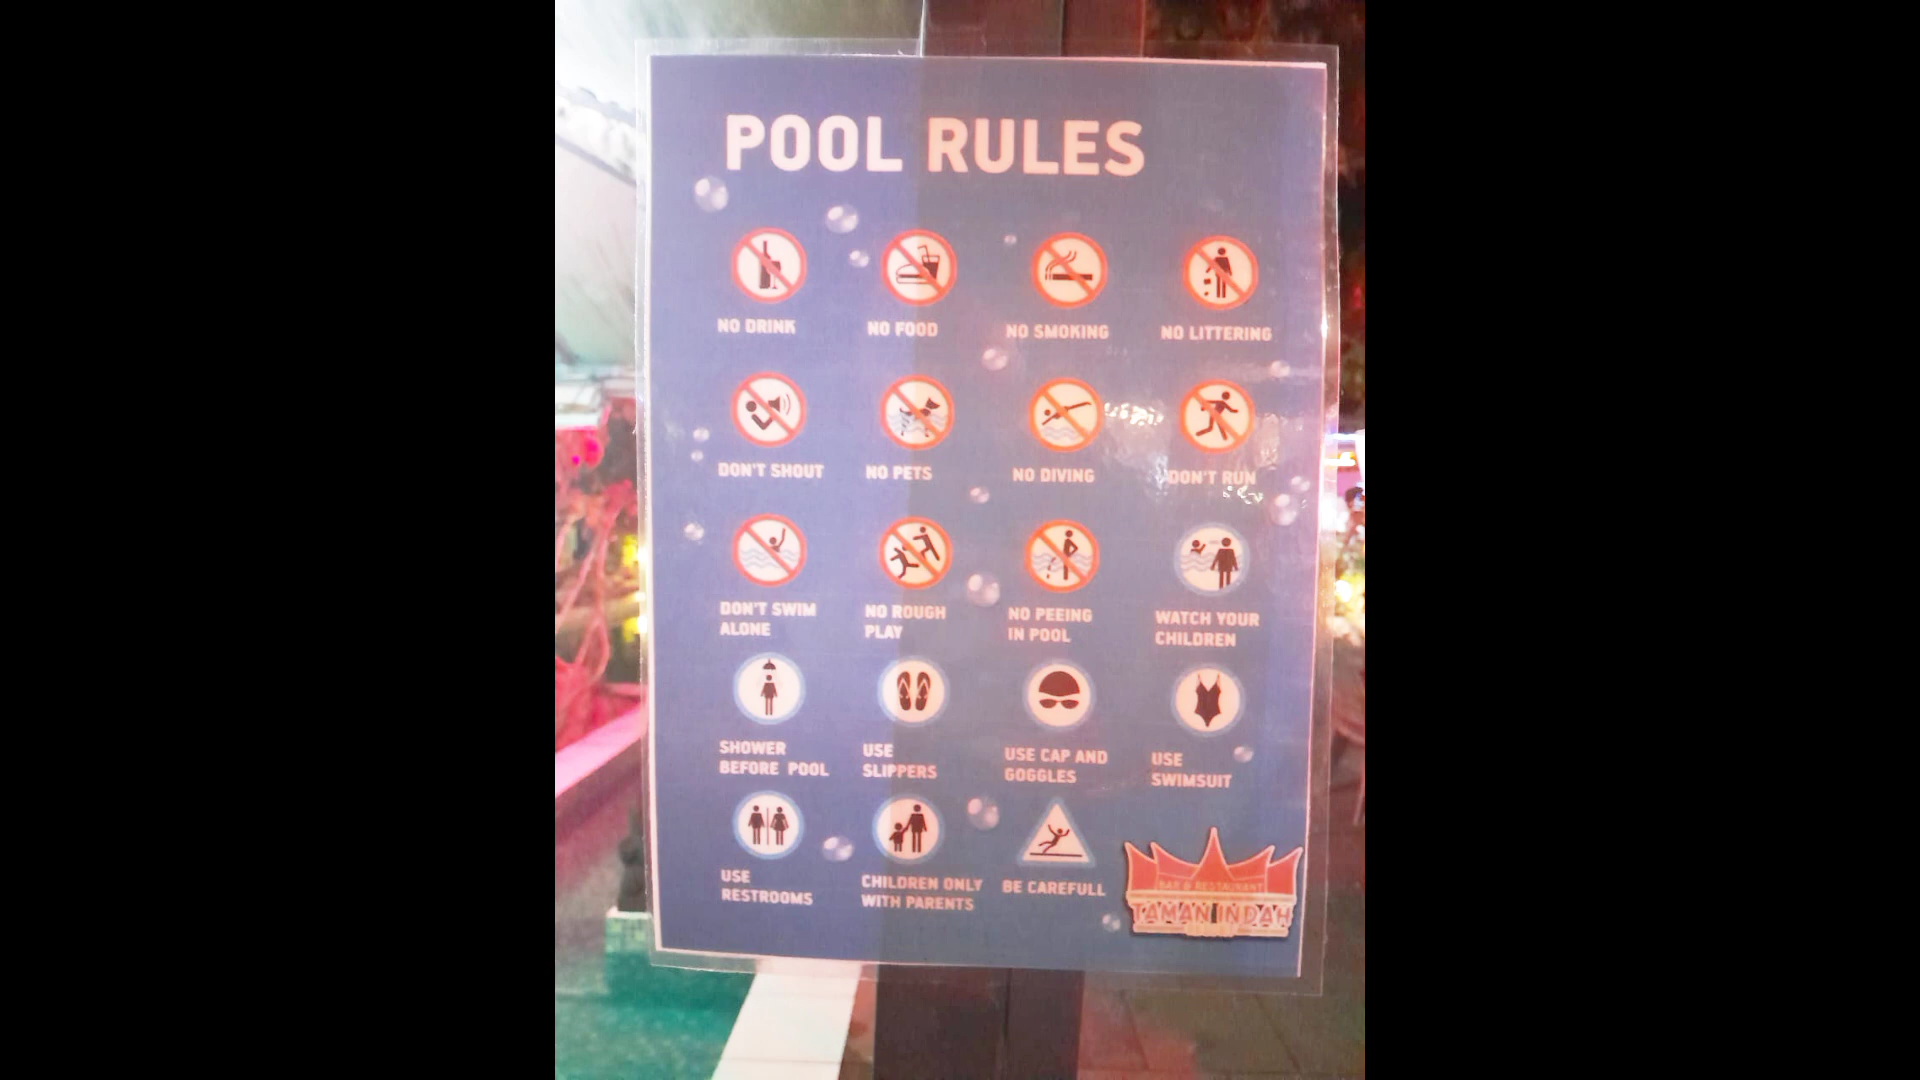 POOL RULES
NO DRINK
NO FOOD
NO SMOKING
NO LITTERING
DON'T SHOUT
NO PETS
NO DIVING
DON'T RUN
DON'T SWIM
ALONE
NO ROUGH
PLAY
NO PEEING
IN POOL
WATCH YOUR
CHILDREN
SHOWER
BEFORE POOL
USE
SLIPPERS
USE CAP AND
GOGGLES
USE
SWIMSUIT
USE
RESTROOMS
CHILDREN ONLY
WITH PARENTS
BE CAREFULL
BAR & RESTAURANT
TAMAN INDAH